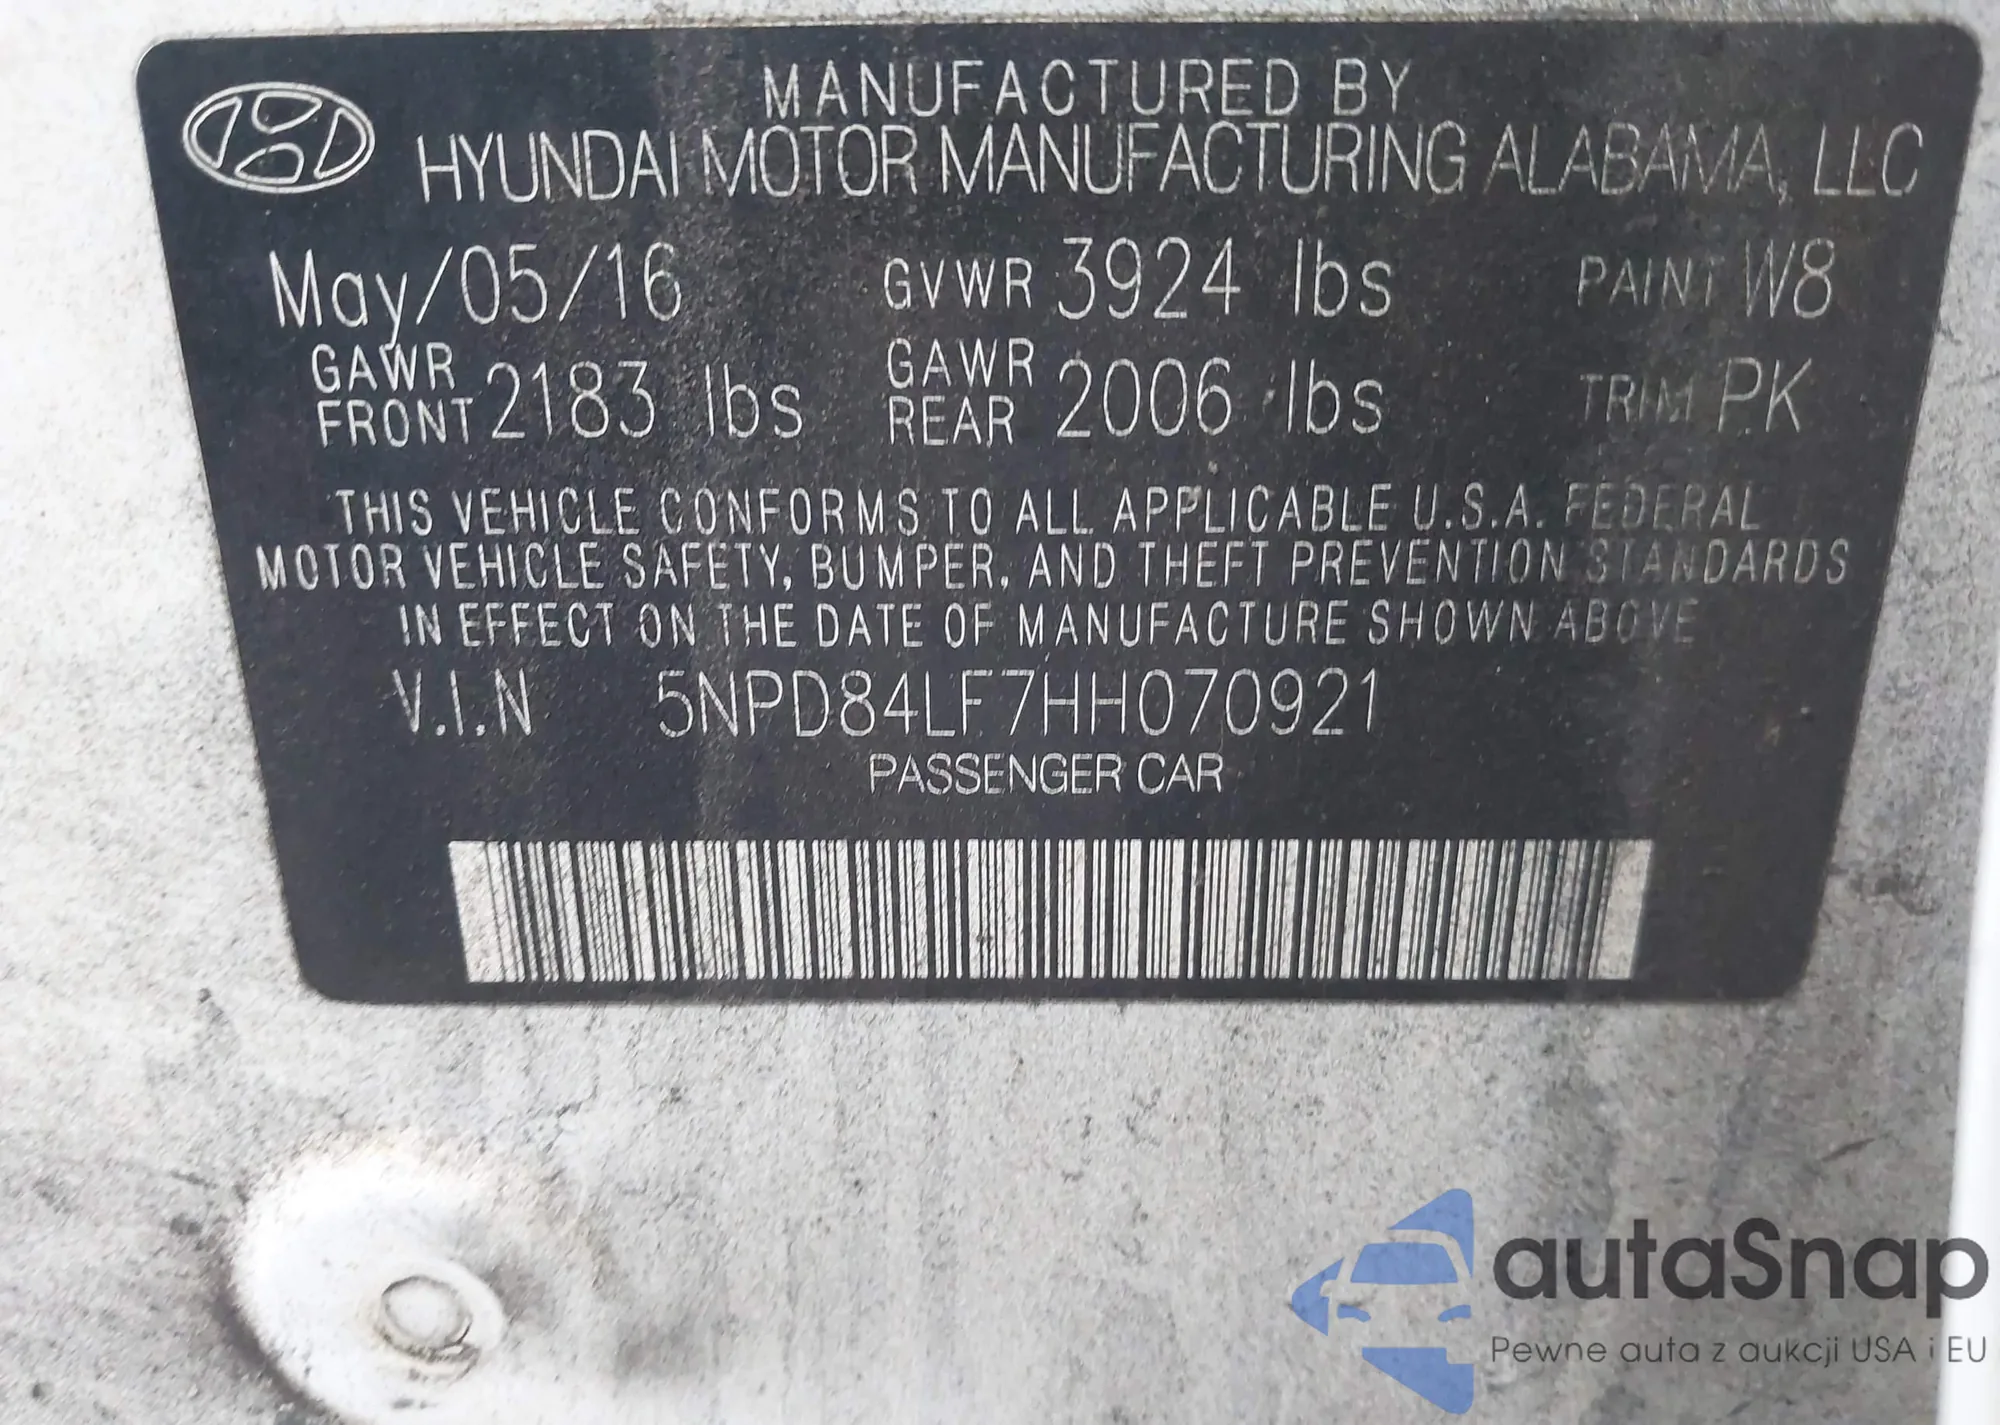 MANUFACTURED BY
HYUNDAI MOTOR MANUFACTURING ALABAMA, LLC
May/05/16 GVWR 3924 lbs PAINT W8
GAWR FRONT 2183 lbs GAWR REAR 2006 lbs TRIM PK
THIS VEHICLE CONFORMS TO ALL APPLICABLE U.S.A. FEDERAL
MOTOR VEHICLE SAFETY, BUMPER, AND THEFT PREVENTION STANDARDS
IN EFFECT ON THE DATE OF MANUFACTURE SHOWN ABOVE
V.I.N 5NPD84LF7HH070921
PASSENGER CAR
autaSnap
Pewne auta z aukcji USA i EU